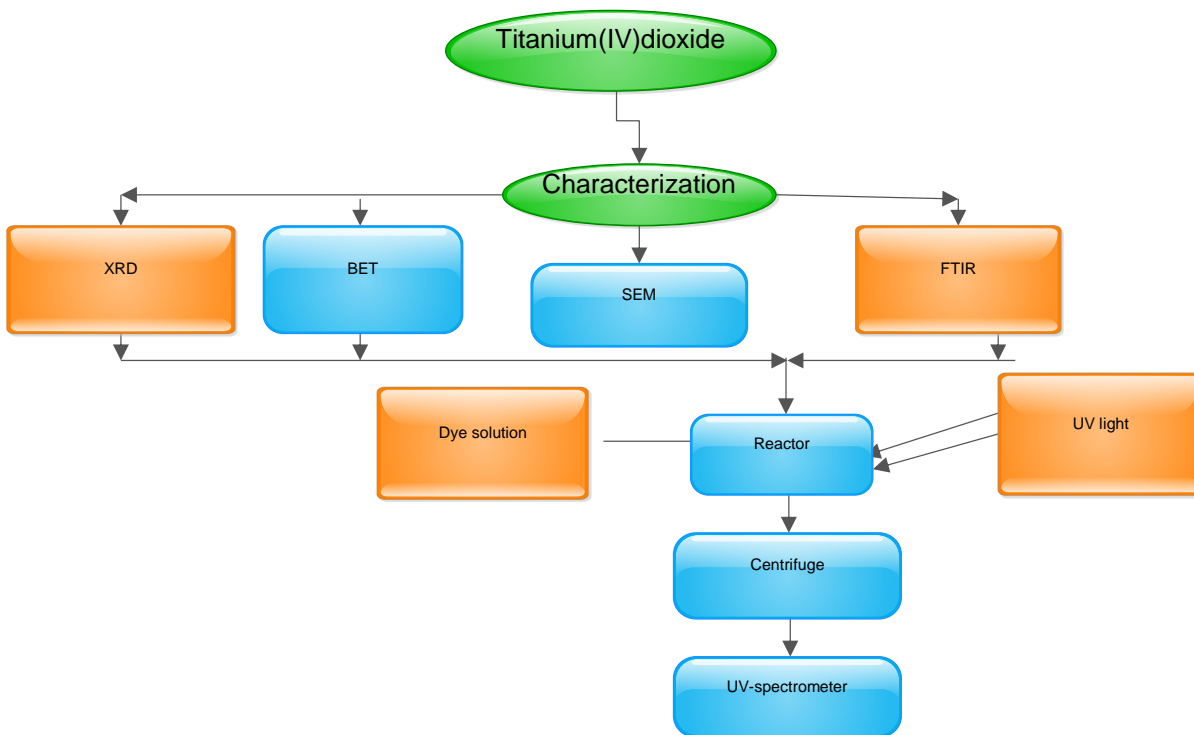 Titanium(IV)dioxide
Characterization
XRD
BET
SEM
FTIR
Dye solution
Reactor
UV light
Centrifuge
UV-spectrometer